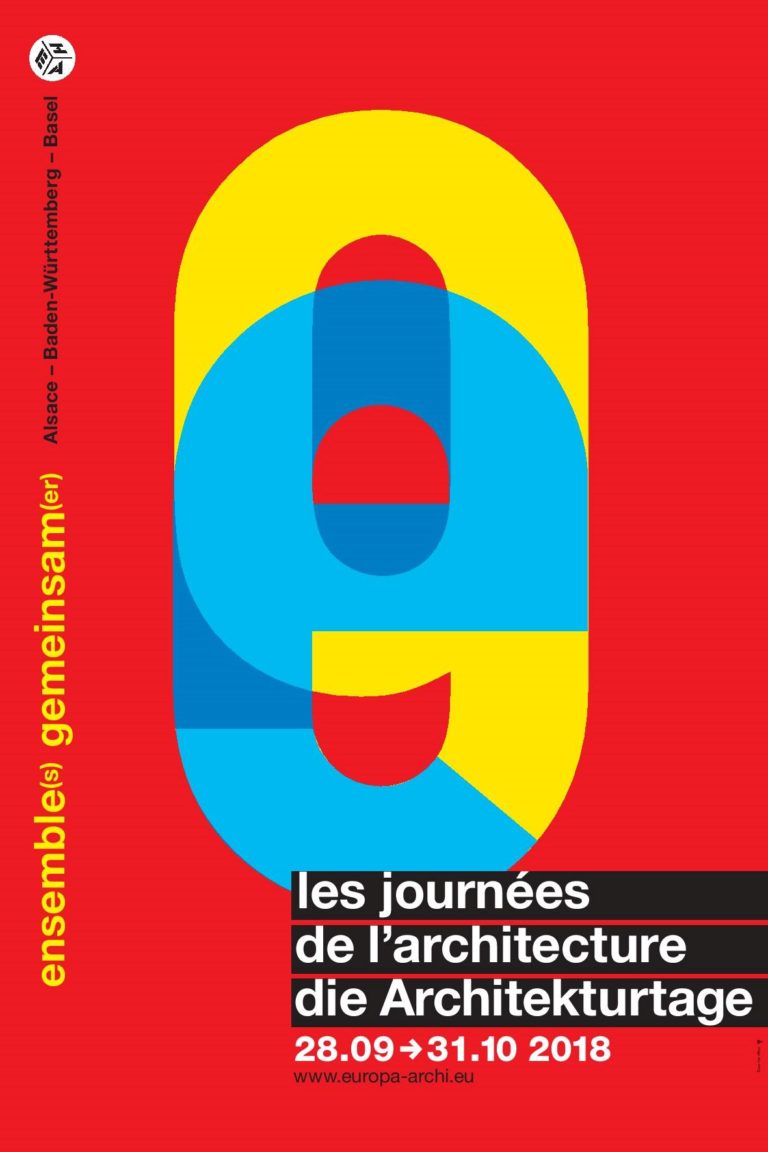 Alsace – Baden-Württemberg – Basel
ensemble(s) gemeinsam(er)
les journées
de l'architecture
die Architekturtage
28.09→31.10 2018
www.europa-archi.eu